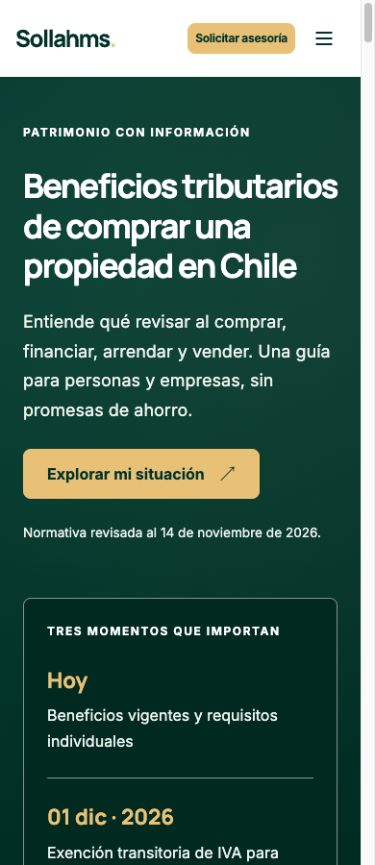 Sollahms.
Solicitar asesoría
PATRIMONIO CON INFORMACIÓN
Beneficios tributarios
de comprar una
propiedad en Chile
Entiende qué revisar al comprar,
financiar, arrendar y vender. Una guía
para personas y empresas, sin
promesas de ahorro.
Explorar mi situación
Normativa revisada al 14 de noviembre de 2026.
TRES MOMENTOS QUE IMPORTAN
Hoy
Beneficios vigentes y requisitos
individuales
01 dic · 2026
Exención transitoria de IVA para